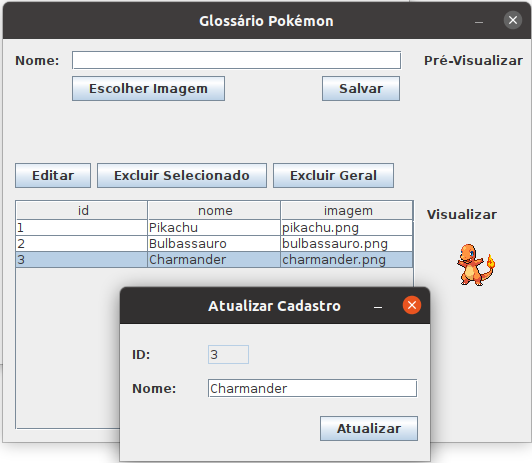 Glossário Pokémon
Nome: Pré-Visualizar
Escolher Imagem Salvar
Editar Excluir Selecionado Excluir Geral
id nome imagem Visualizar
1 Pikachu pikachu.png
2 Bulbassauro bulbassauro.png
3 Charmander charmander.png
Atualizar Cadastro
ID: 3
Nome: Charmander
Atualizar